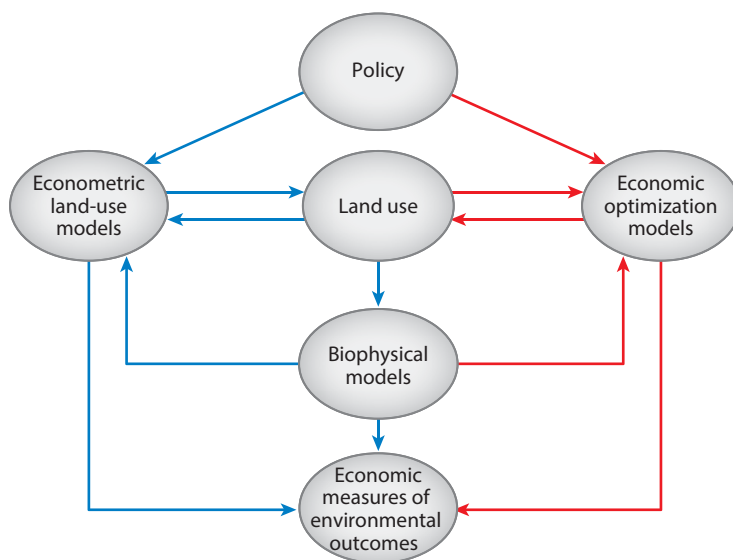 Policy
Econometric
land-use
models
Land use
Economic
optimization
models
Biophysical
models
Economic
measures of
environmental
outcomes